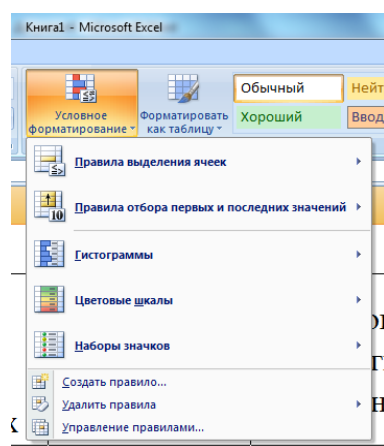 Книга1 - Microsoft Excel
Условное форматирование
Форматировать как таблицу
Обычный
Хороший
Правила выделения ячеек
Правила отбора первых и последних значений
10
Гистограммы
Цветовые шкалы
Наборы значков
Создать правило...
Удалить правила
Управление правилами...